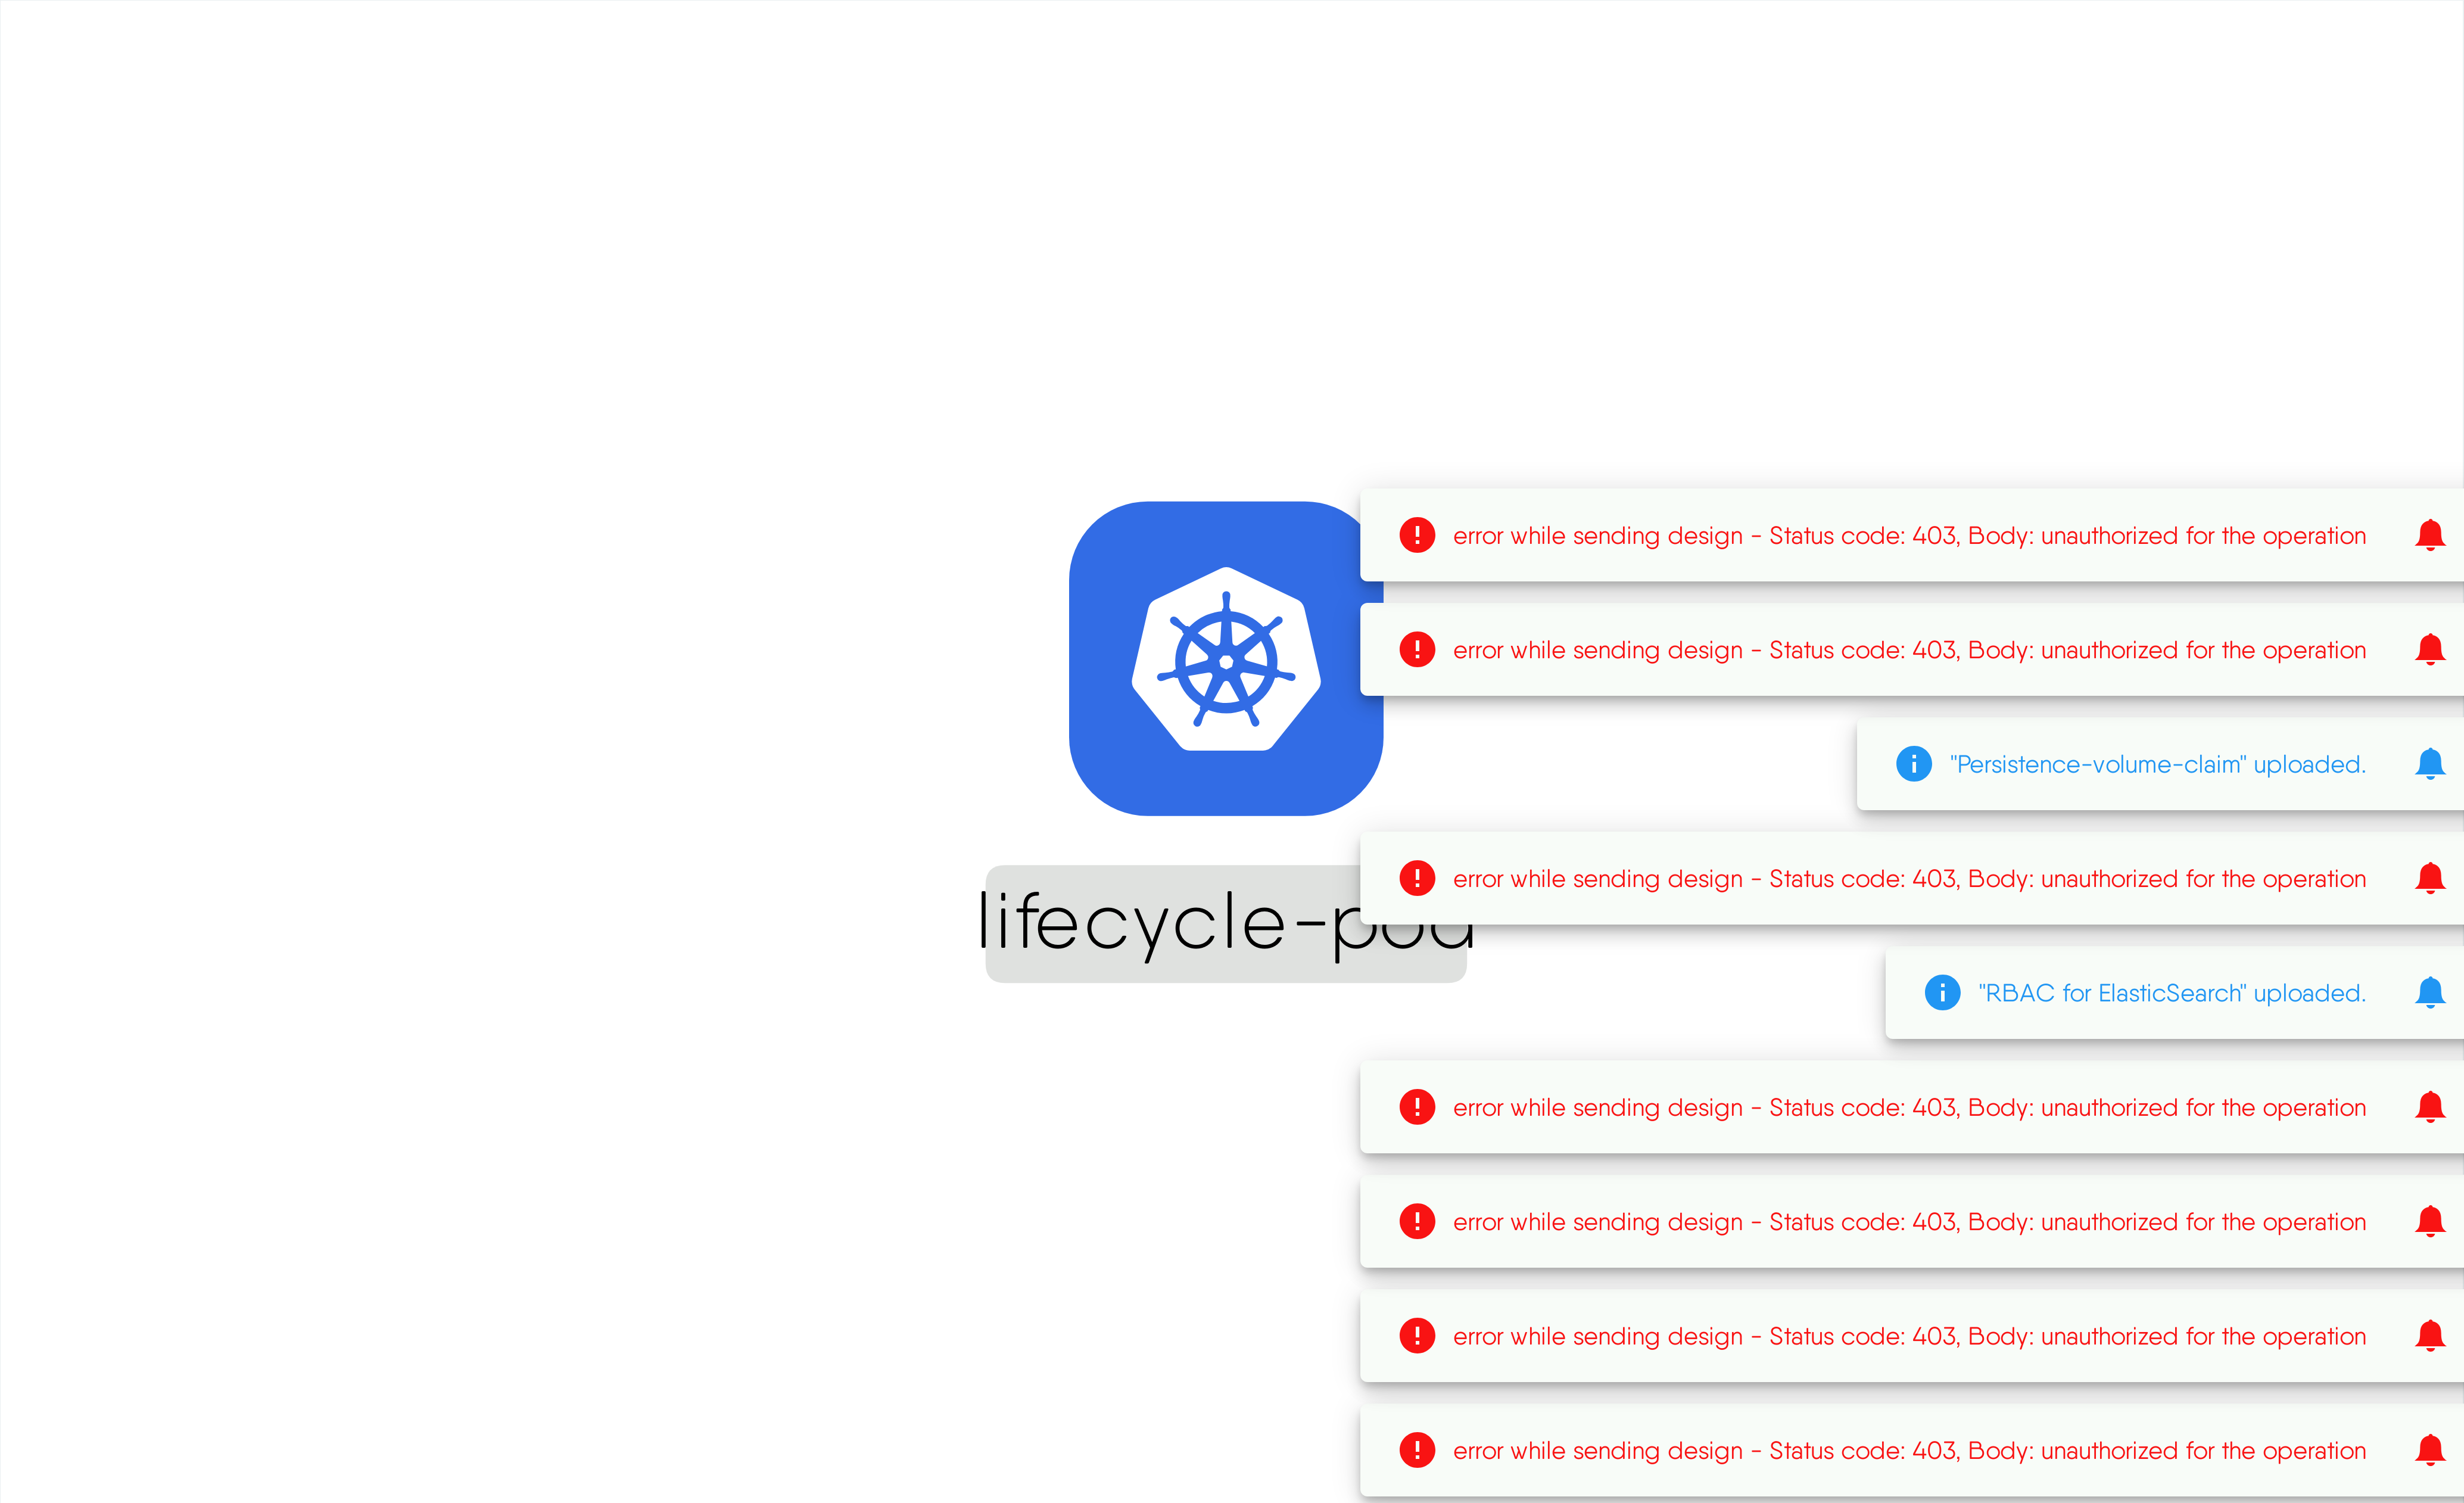 error while sending design - Status code: 403, Body: unauthorized for the operation
error while sending design - Status code: 403, Body: unauthorized for the operation
"Persistence-volume-claim" uploaded.
error while sending design - Status code: 403, Body: unauthorized for the operation
lifecycle-pod
"RBAC for ElasticSearch" uploaded.
error while sending design - Status code: 403, Body: unauthorized for the operation
error while sending design - Status code: 403, Body: unauthorized for the operation
error while sending design - Status code: 403, Body: unauthorized for the operation
error while sending design - Status code: 403, Body: unauthorized for the operation